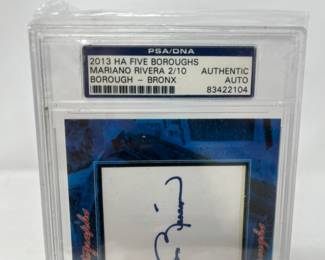 PSA/DNA
2013 HA FIVE BOROUGHS
MARIANO RIVERA 2/10 AUTHENTIC
BOROUGH - BRONX AUTO
83422104